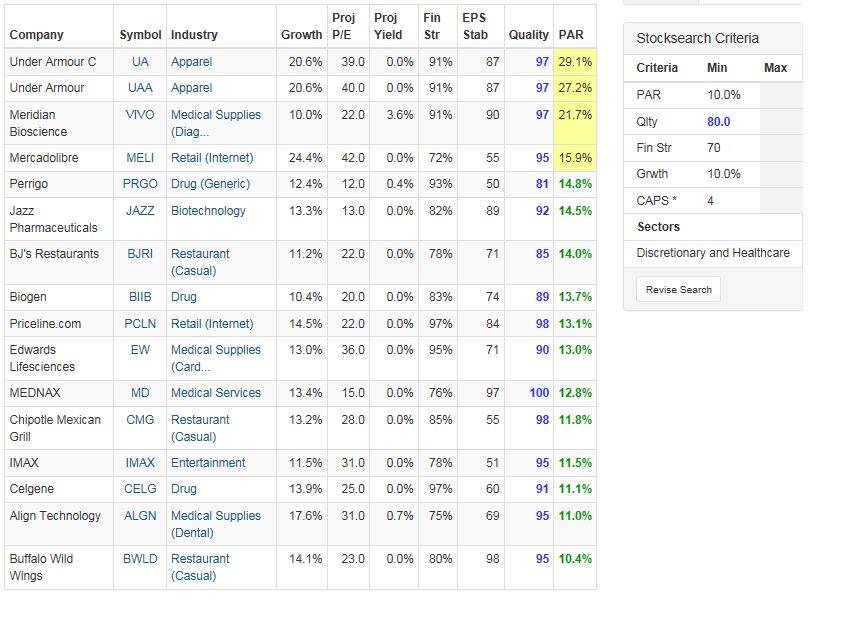 Company Symbol Industry Growth Proj P/E Proj Yield Fin Str EPS Stab Quality PAR
Under Armour C UA Apparel 20.6% 39.0 0.0% 91% 87 97 29.1%
Under Armour UAA Apparel 20.6% 40.0 0.0% 91% 87 97 27.2%
Meridian Bioscience VIVO Medical Supplies (Diag... 10.0% 22.0 3.6% 91% 90 97 21.7%
Mercadolibre MELI Retail (Internet) 24.4% 42.0 0.0% 72% 55 95 15.9%
Perrigo PRGO Drug (Generic) 12.4% 12.0 0.4% 93% 50 81 14.8%
Jazz Pharmaceuticals JAZZ Biotechnology 13.3% 13.0 0.0% 82% 89 92 14.5%
BJ's Restaurants BJRI Restaurant (Casual) 11.2% 22.0 0.0% 78% 71 85 14.0%
Biogen BIIB Drug 10.4% 20.0 0.0% 83% 74 89 13.7%
Priceline.com PCLN Retail (Internet) 14.5% 22.0 0.0% 97% 84 98 13.1%
Edwards Lifesciences EW Medical Supplies (Card... 13.0% 36.0 0.0% 95% 71 90 13.0%
MEDNAX MD Medical Services 13.4% 15.0 0.0% 76% 97 100 12.8%
Chipotle Mexican Grill CMG Restaurant (Casual) 13.2% 28.0 0.0% 85% 55 98 11.8%
IMAX IMAX Entertainment 11.5% 31.0 0.0% 78% 51 95 11.5%
Celgene CELG Drug 13.9% 25.0 0.0% 97% 60 91 11.1%
Align Technology ALGN Medical Supplies (Dental) 17.6% 31.0 0.7% 75% 69 95 11.0%
Buffalo Wild Wings BWLD Restaurant (Casual) 14.1% 23.0 0.0% 80% 98 95 10.4%
Stocksearch Criteria
Criteria Min Max
PAR 10.0%
Qlty 80.0
Fin Str 70
Grwth 10.0%
CAPS * 4
Sectors
Discretionary and Healthcare
Revise Search